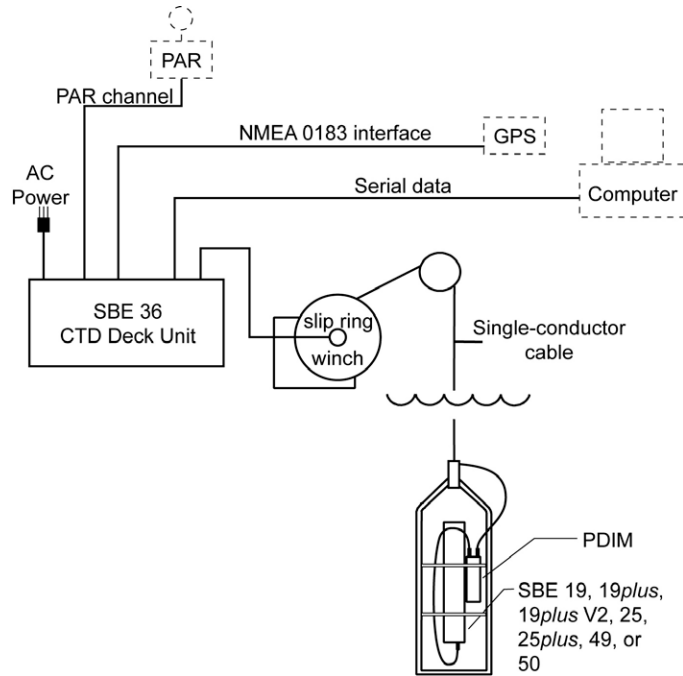 PAR
PAR channel
NMEA 0183 interface
GPS
AC
Power
Serial data
Computer
SBE 36
CTD Deck Unit
slip ring
winch
Single-conductor
cable
PDIM
SBE 19, 19plus,
19plus V2, 25,
25plus, 49, or
50